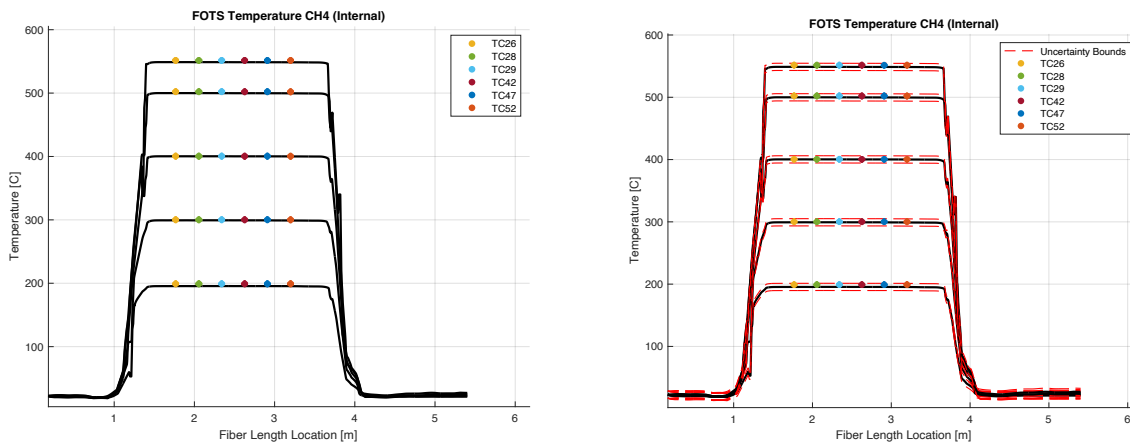 FOTS Temperature CH4 (Internal)
600
500
400
300
200
100
Temperature [C]
1
2
3
4
5
6
Fiber Length Location [m]
TC26
TC28
TC29
TC42
TC47
TC52
FOTS Temperature CH4 (Internal)
600
500
400
300
200
100
0
Temperature [C]
1
2
3
4
5
6
Fiber Length Location [m]
Uncertainty Bounds
TC26
TC28
TC29
TC42
TC47
TC52